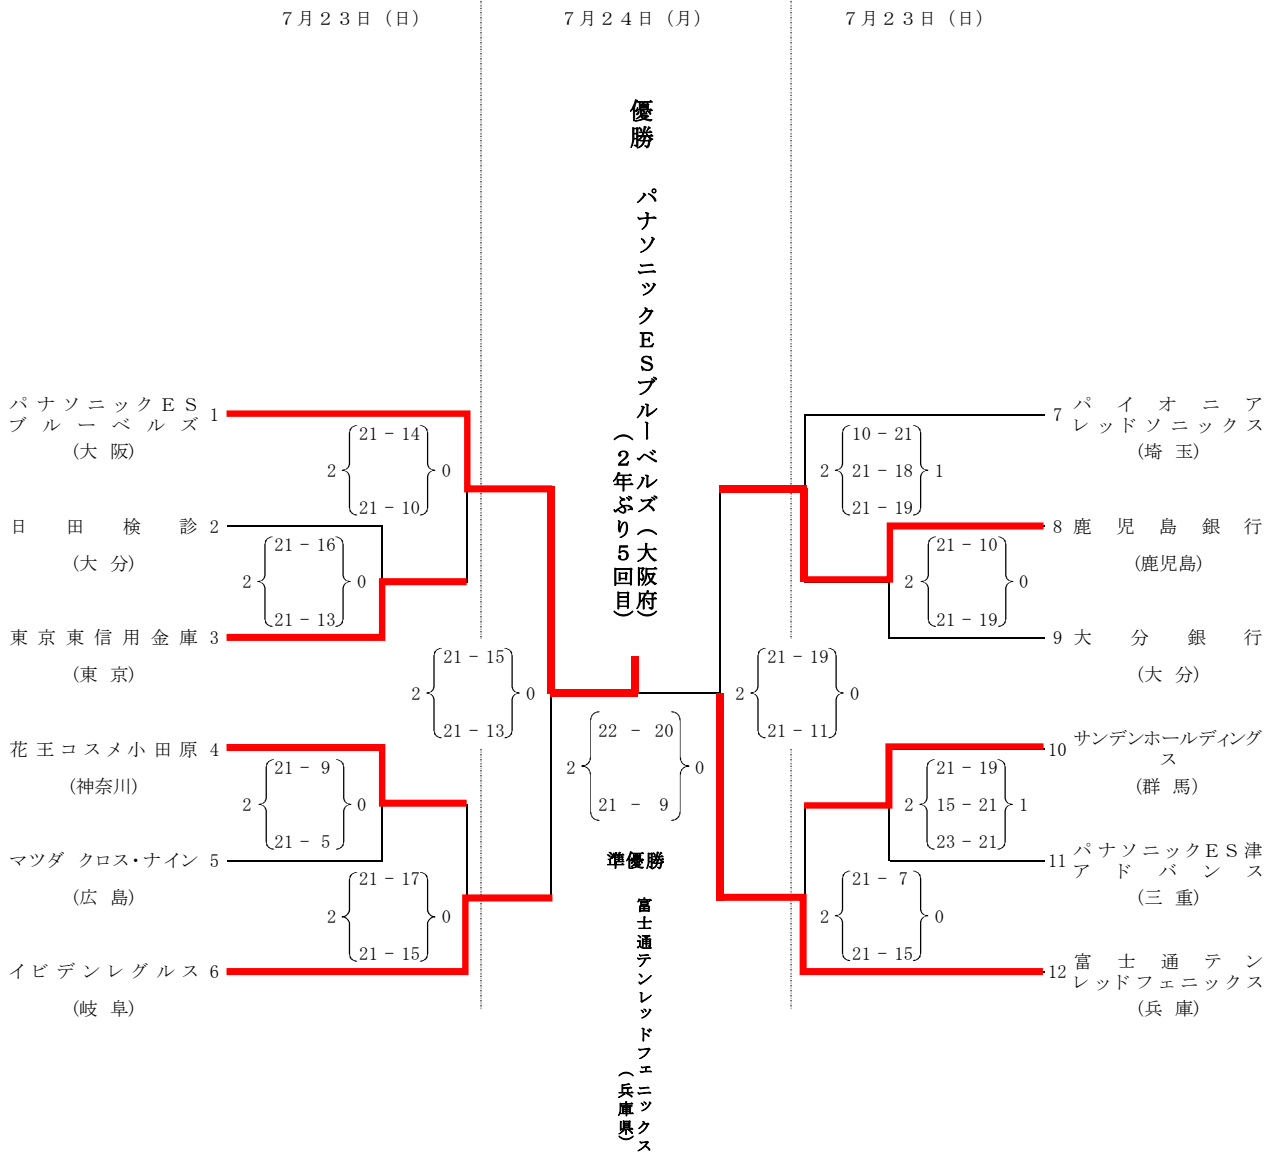 ７月２３日（日）
７月２４日（月）
７月２３日（日）
優勝
パナソニックＥＳブルーベルズ（大阪府）
（２年ぶり５回目）
パナソニックＥＳ
ブルーベルズ
1
(大 阪)
21 − 14
2 0
21 − 10
日田検診 2
(大 分)
21 − 16
2 0
21 − 13
東京東信用金庫 3
(東 京)
21 − 15
2 0
21 − 13
花王コスメ小田原 4
(神奈川)
21 − 9
2 0
21 − 5
マツダ クロス・ナイン 5
(広 島)
21 − 17
2 0
21 − 15
イビデンレグルス 6
(岐 阜)
22 − 20
2 0
21 − 9
準優勝
富士通テンレッドフェニックス
（兵庫県）
7 パイオニア
レッドソニックス
(埼 玉)
10 − 21
2 21 − 18 1
21 − 19
8 鹿児島銀行
(鹿児島)
21 − 10
2 0
21 − 19
9 大分銀行
(大 分)
21 − 19
2 0
21 − 11
10 サンデンホールディング
ス
(群 馬)
21 − 19
2 15 − 21 1
23 − 21
11 パナソニックＥＳ津
アドバンス
(三 重)
21 − 7
2 0
21 − 15
12 富士通テン
レッドフェニックス
(兵 庫)